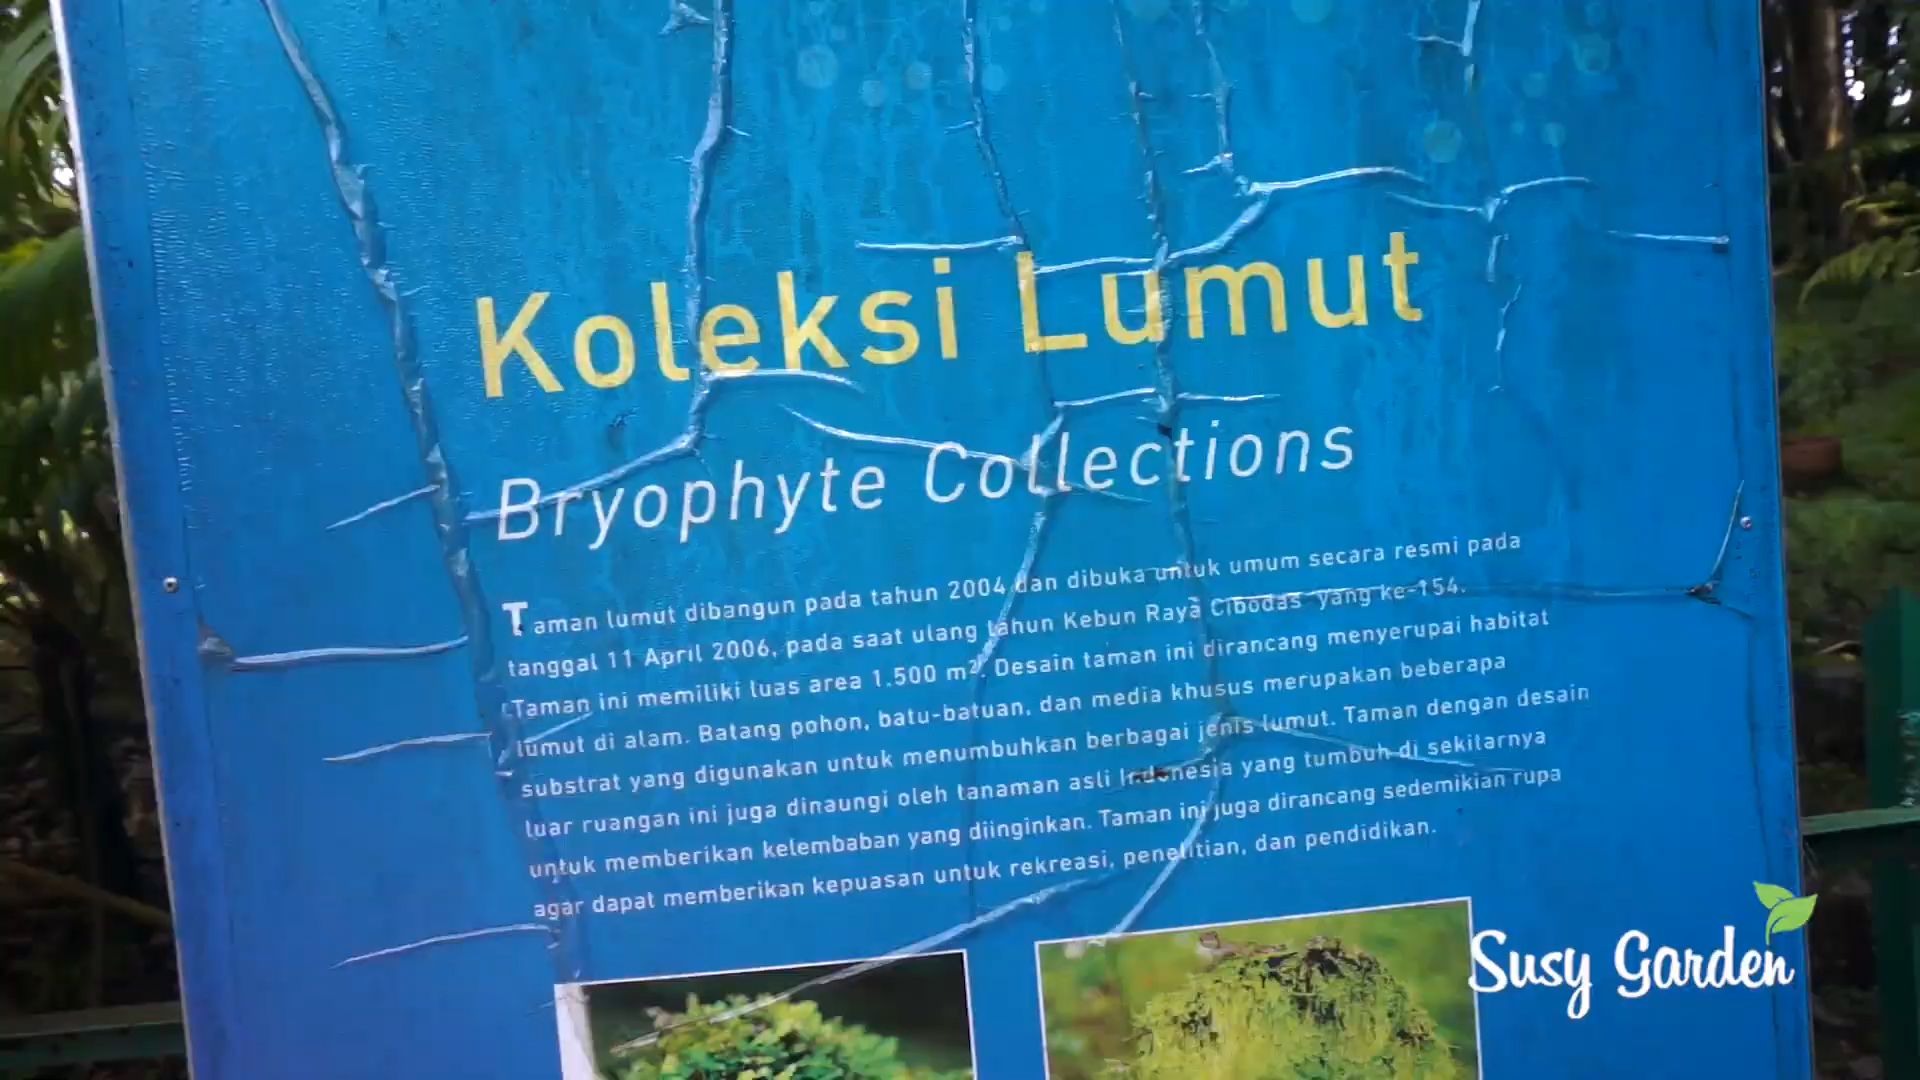 Koleksi Lumut
Bryophyte Collections
Taman lumut dibangun pada tahun 2004 dan dibuka untuk umum secara resmi pada
tanggal 11 April 2006, pada saat ulang tahun Kebun Raya Cibodas yang ke-154.
Taman ini memiliki luas area 1.500 m². Desain taman ini dirancang menyerupai habitat
lumut di alam. Batang pohon, batu-batuan, dan media khusus merupakan beberapa
substrat yang digunakan untuk menumbuhkan berbagai jenis lumut. Taman dengan desain
luar ruangan ini juga dinaungi oleh tanaman asli Indonesia yang tumbuh di sekitarnya
untuk memberikan kelembaban yang diinginkan. Taman ini juga dirancang sedemikian rupa
agar dapat memberikan kepuasan untuk rekreasi, penelitian, dan pendidikan.
Susy Garden